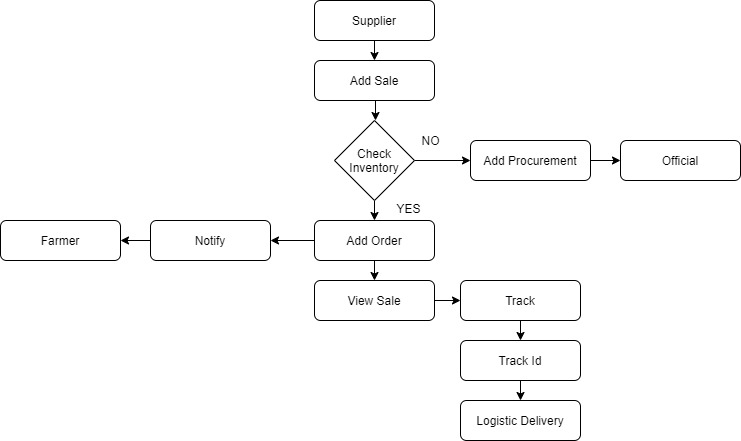 Supplier
Add Sale
Check
Inventory
NO
Add Procurement
Official
YES
Farmer
Notify
Add Order
View Sale
Track
Track Id
Logistic Delivery